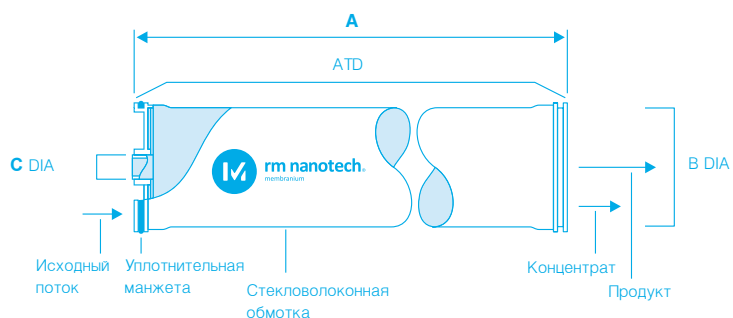 A
ATD
rm nanotech®
membranium
C DIA
B DIA
Исходный
поток
Уплотнительная
манжета
Стекловолоконная
обмотка
Концентрат
Продукт